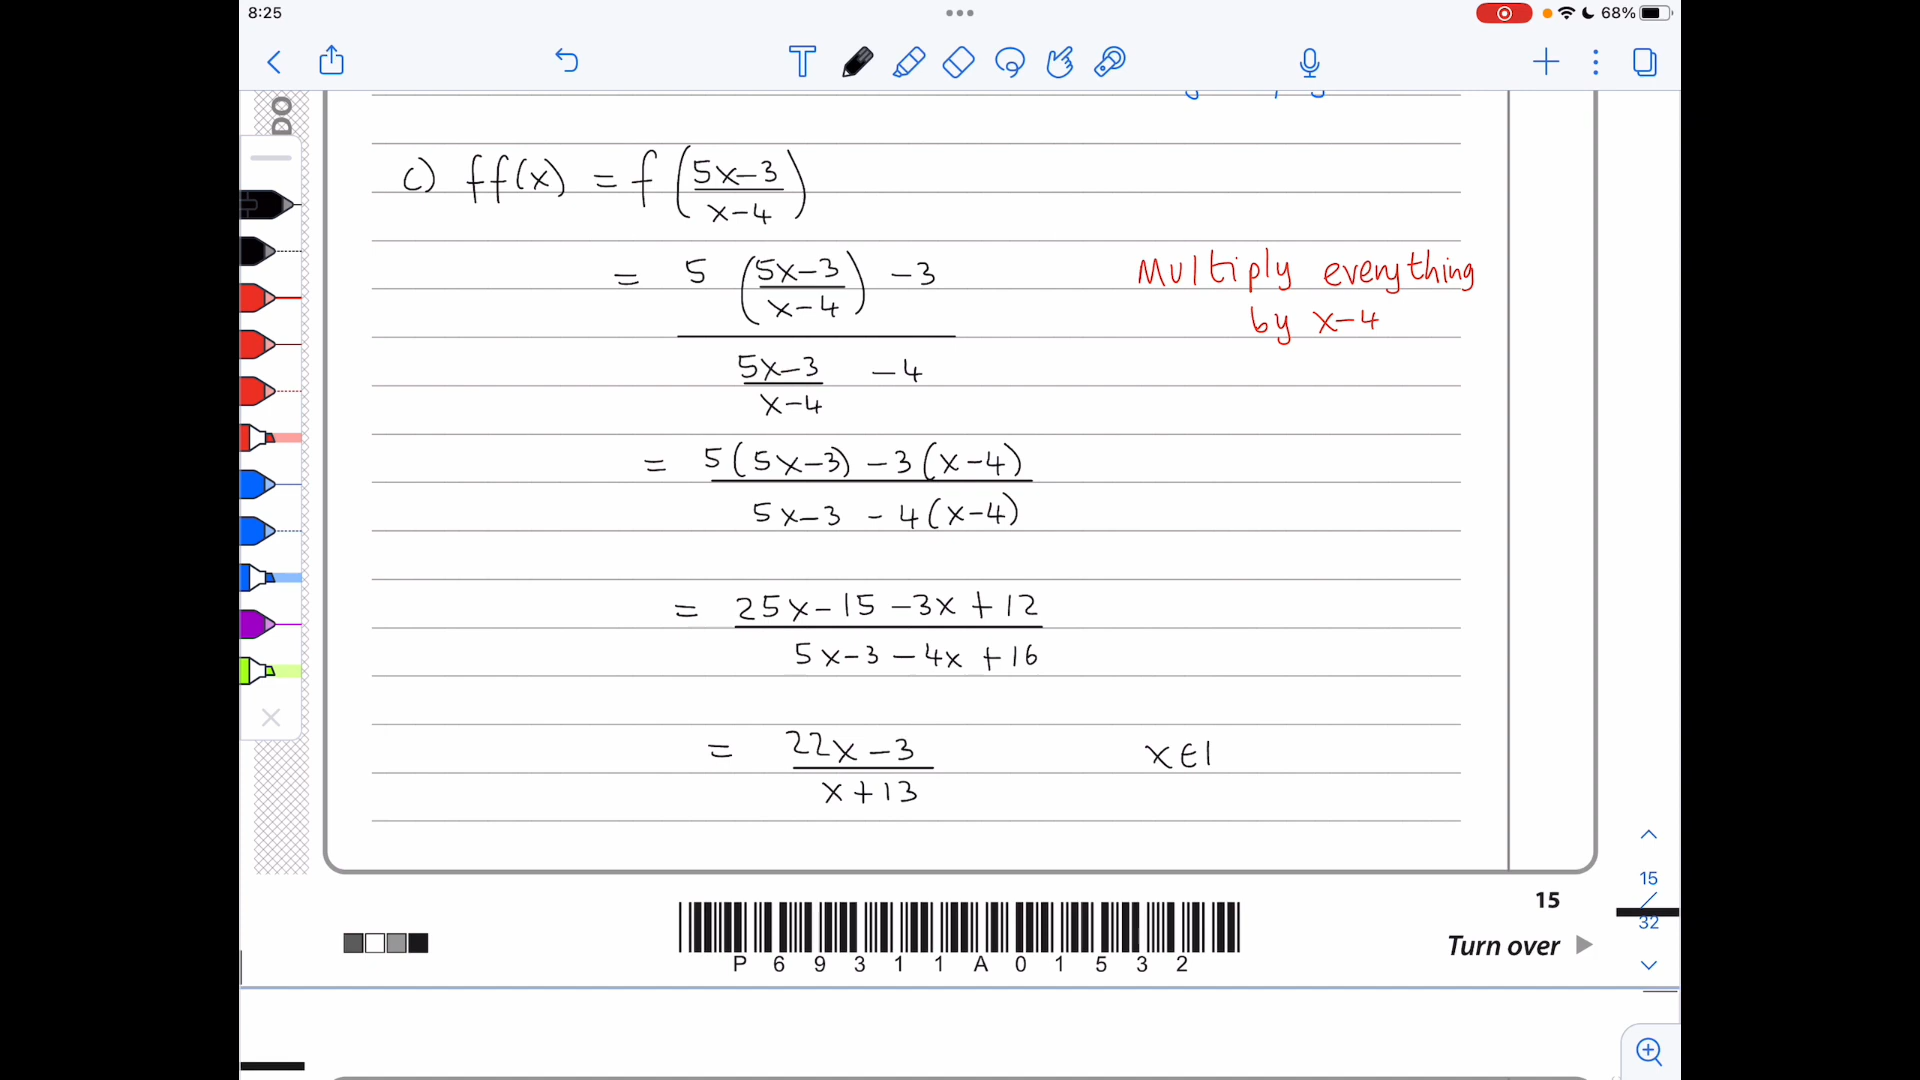 8:25
68%
DO
c) ff(x) = f((5x-3)/(x-4))
= (5((5x-3)/(x-4)) -3)/((5x-3)/(x-4) -4)
Multiply everything
by x-4
= (5(5x-3) -3(x-4))/(5x-3 -4(x-4))
= (25x-15-3x+12)/(5x-3-4x+16)
= (22x-3)/(x+13)
x∈l
15
Turn over
P 6 9 3 1 1 A 0 1 5 3 2
15
32